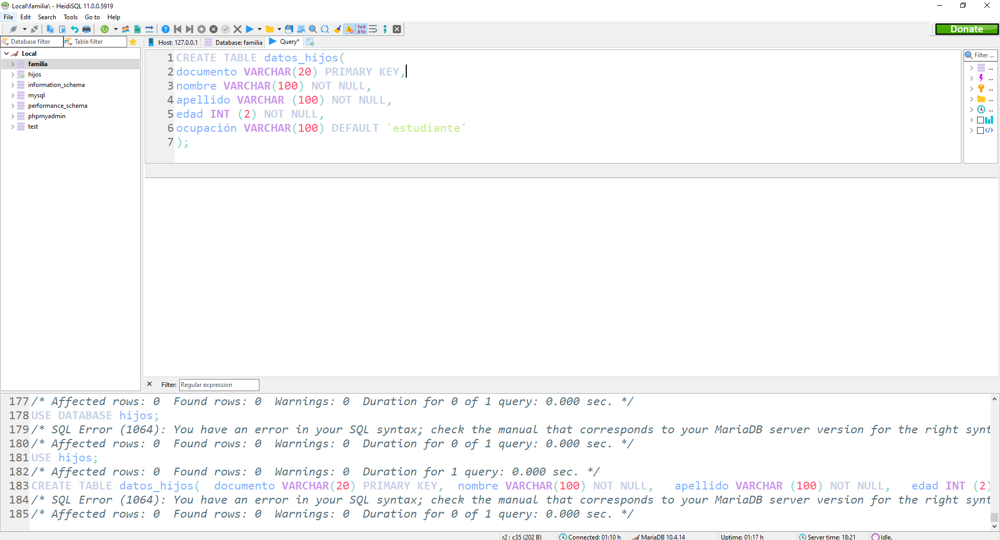 Local\familia\ - HeidiSQL 11.0.0.5919
File Edit Search Tools Go to Help
Donate
Database filter Table filter
Host: 127.0.0.1 Database: familia Query*
Local
familia
hijos
information_schema
mysql
performance_schema
phpmyadmin
test
1 CREATE TABLE datos_hijos(
2 documento VARCHAR(20) PRIMARY KEY,
3 nombre VARCHAR(100) NOT NULL,
4 apellido VARCHAR (100) NOT NULL,
5 edad INT (2) NOT NULL,
6 ocupación VARCHAR(100) DEFAULT 'estudiante'
7 );
Filter ...
...
...
...
...
...
Filter: Regular expression
177 /* Affected rows: 0 Found rows: 0 Warnings: 0 Duration for 0 of 1 query: 0.000 sec. */
178 USE DATABASE hijos;
179 /* SQL Error (1064): You have an error in your SQL syntax; check the manual that corresponds to your MariaDB server version for the right synt
180 /* Affected rows: 0 Found rows: 0 Warnings: 0 Duration for 0 of 1 query: 0.000 sec. */
181 USE hijos;
182 /* Affected rows: 0 Found rows: 0 Warnings: 0 Duration for 1 query: 0.000 sec. */
183 CREATE TABLE datos_hijos( documento VARCHAR(20) PRIMARY KEY, nombre VARCHAR(100) NOT NULL, apellido VARCHAR (100) NOT NULL, edad INT (2)
184 /* SQL Error (1064): You have an error in your SQL syntax; check the manual that corresponds to your MariaDB server version for the right synt
185 /* Affected rows: 0 Found rows: 0 Warnings: 0 Duration for 0 of 1 query: 0.000 sec. */
r2 : c35 (202 B) Connected: 01:10 h MariaDB 10.4.14 Uptime: 01:17 h Server time: 18:21 Idle.